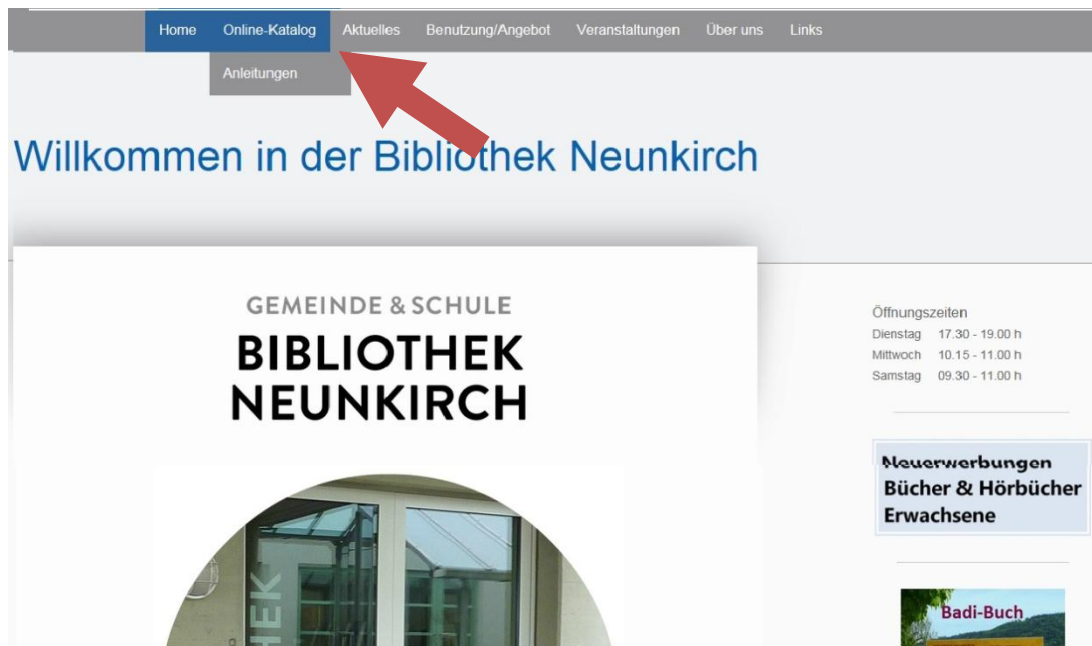 Home Online-Katalog Aktuelles Benutzung/Angebot Veranstaltungen Über uns Links
Anleitungen
Willkommen in der Bibliothek Neunkirch
GEMEINDE & SCHULE
BIBLIOTHEK
NEUNKIRCH
HEK
Öffnungszeiten
Dienstag 17.30 - 19.00 h
Mittwoch 10.15 - 11.00 h
Samstag 09.30 - 11.00 h
Neuerwerbungen
Bücher & Hörbücher
Erwachsene
Badi-Buch